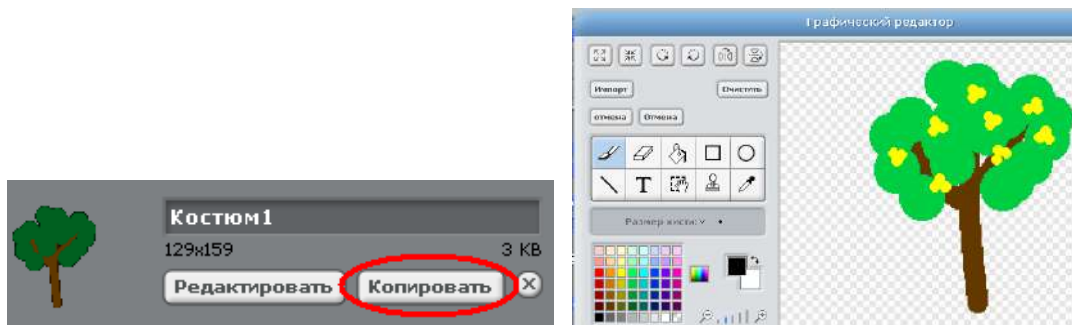 Костюм1
129x159 3 KB
Редактировать Копировать
Графический редактор
Импорт Очистить
отмена Отмена
T
Размер кисти: